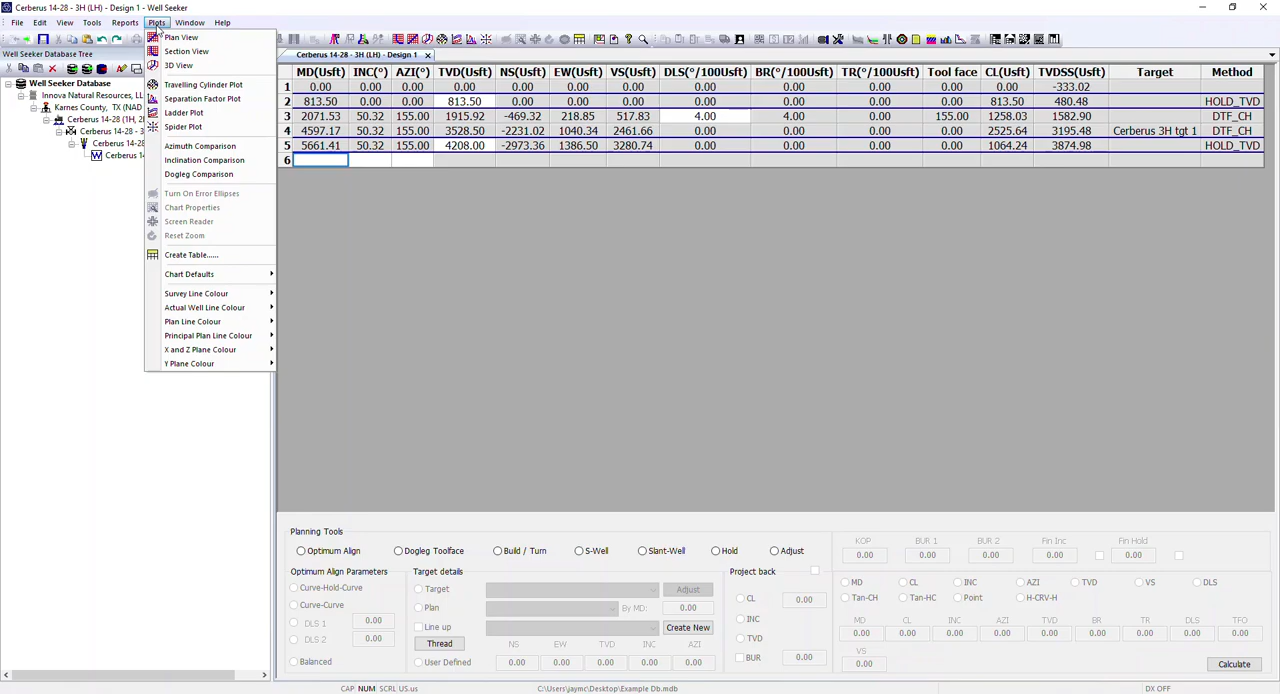 Cerberus 14-28 - 3H (LH) - Design 1 - Well Seeker
File Edit View Tools Reports Plots Window Help
Well Seeker Database Tree
Well Seeker Database
Innova Natural Resources, LL
Karnes County, TX (NAD
Cerberus 14-28 (1H, 2
Cerberus 14-28 - 3
Cerberus 14-2
Cerberus 14
Plan View
Section View
3D View
Travelling Cylinder Plot
Separation Factor Plot
Ladder Plot
Spider Plot
Azimuth Comparison
Inclination Comparison
Dogleg Comparison
Turn On Error Ellipses
Chart Properties
Screen Reader
Reset Zoom
Create Table......
Chart Defaults
Survey Line Colour
Actual Well Line Colour
Plan Line Colour
Principal Plan Line Colour
X and Z Plane Colour
Y Plane Colour
Cerberus 14-28 - 3H (LH) - Design 1
MD(Usft) INC(°) AZI(°) TVD(Usft) NS(Usft) EW(Usft) VS(Usft) DLS(°/100Usft) BR(°/100Usft) TR(°/100Usft) Tool face CL(Usft) TVDSS(Usft) Target Method
1 0.00 0.00 0.00 0.00 0.00 0.00 0.00 0.00 0.00 0.00 0.00 0.00 -333.02
2 813.50 0.00 0.00 813.50 0.00 0.00 0.00 0.00 0.00 0.00 0.00 813.50 480.48 HOLD_TVD
3 2071.53 50.32 155.00 1915.92 -469.32 218.85 517.83 4.00 4.00 0.00 155.00 1258.03 1582.90 DTF_CH
4 4597.17 50.32 155.00 3528.50 -2231.02 1040.34 2461.66 0.00 0.00 0.00 0.00 2525.64 3195.48 Cerberus 3H tgt 1 DTF_CH
5 5661.41 50.32 155.00 4208.00 -2973.36 1386.50 3280.74 0.00 0.00 0.00 0.00 1064.24 3874.98 HOLD_TVD
6
Planning Tools
Optimum Align Dogleg Toolface Build / Turn S-Well Slant-Well Hold Adjust
Optimum Align Parameters
Curve-Hold-Curve
Curve-Curve
DLS 1 0.00
DLS 2 0.00
Balanced
Target details
Target Adjust
Plan By MD: 0.00
Line up Create New
Thread NS EW TVD INC AZI
User Defined 0.00 0.00 0.00 0.00 0.00
Project back
CL 0.00
INC
TVD
BUR 0.00
KOP BUR 1 BUR 2 Fin Inc Fin Hold
0.00 0.00 0.00 0.00 0.00
MD CL INC AZI TVD VS DLS
Tan-CH Tan-HC Point H-CRV-H
MD CL INC AZI TVD BR TR DLS TFO
0.00 0.00 0.00 0.00 0.00 0.00 0.00 0.00 0.00
VS
0.00
Calculate
CAP NUM SCRL US.us C:\Users\jaymc\Desktop\Example Db.mdb DX OFF